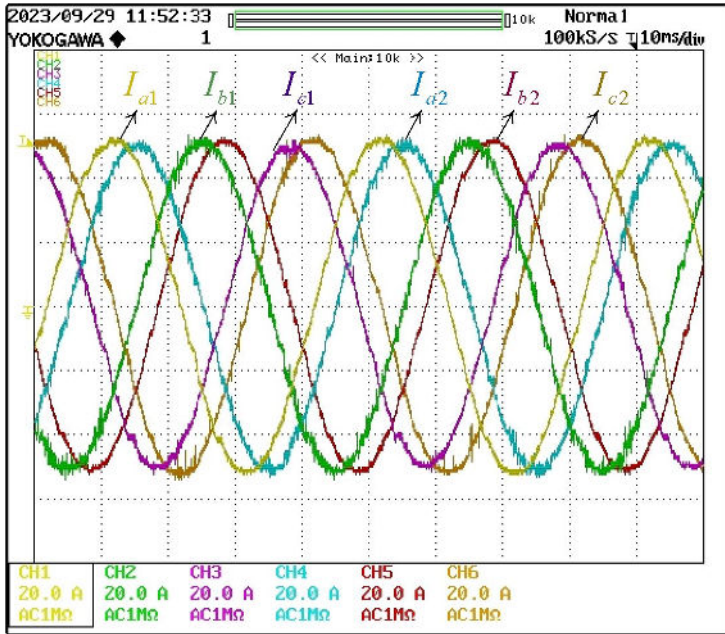 2023/09/29 11:52:33 10k Normal
YOKOGAWA ◆ 1 100kS/s 10ms/div
<< Main:10k >>
CH1
CH2
CH3
CH4
CH5
CH6
Ia1 Ib1 Ic1 Ia2 Ib2 Ic2
CH1 CH2 CH3 CH4 CH5 CH6
20.0 A 20.0 A 20.0 A 20.0 A 20.0 A 20.0 A
AC1MΩ AC1MΩ AC1MΩ AC1MΩ AC1MΩ AC1MΩ